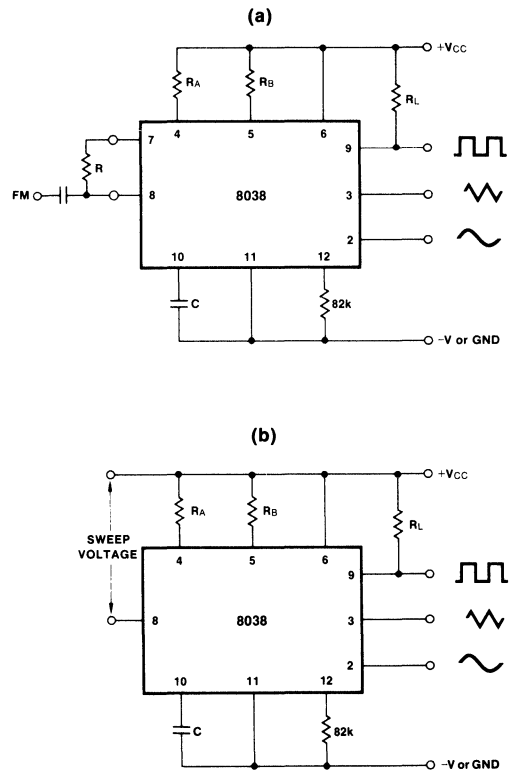 (a)
+VCC
RA
RB
RL
4
5
6
7
R
9
FM
8
8038
3
2
10
11
12
C
82k
−V or GND
(b)
+VCC
RA
RB
RL
SWEEP
VOLTAGE
4
5
6
9
8
8038
3
2
10
11
12
C
82k
−V or GND